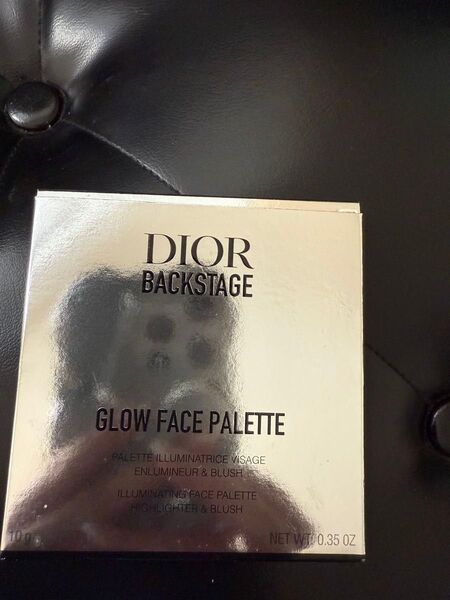 DIOR
BACKSTAGE
GLOW FACE PALETTE
PALETTE ILLUMINATRICE VISAGE
ENLUMINEUR & BLUSH
ILLUMINATING FACE PALETTE
HIGHLIGHTER & BLUSH
10 g NET WT. 0.35 OZ